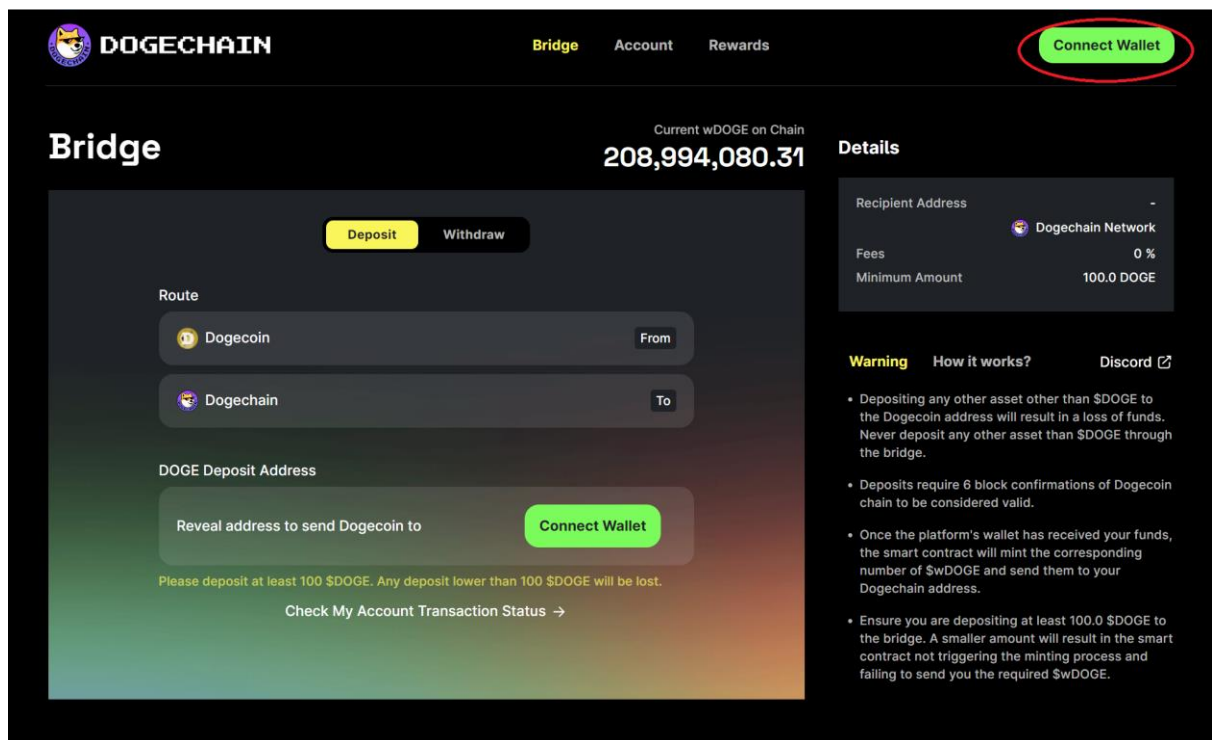 DOGECHAIN
Bridge Account Rewards
Connect Wallet
Bridge
Current wDOGE on Chain
208,994,080.31
Deposit Withdraw
Route
Dogecoin From
Dogechain To
DOGE Deposit Address
Reveal address to send Dogecoin to Connect Wallet
Please deposit at least 100 $DOGE. Any deposit lower than 100 $DOGE will be lost.
Check My Account Transaction Status →
Details
Recipient Address -
Dogechain Network
Fees 0 %
Minimum Amount 100.0 DOGE
Warning How it works? Discord
• Depositing any other asset other than $DOGE to
the Dogecoin address will result in a loss of funds.
Never deposit any other asset than $DOGE through
the bridge.
• Deposits require 6 block confirmations of Dogecoin
chain to be considered valid.
• Once the platform's wallet has received your funds,
the smart contract will mint the corresponding
number of $wDOGE and send them to your
Dogechain address.
• Ensure you are depositing at least 100.0 $DOGE to
the bridge. A smaller amount will result in the smart
contract not triggering the minting process and
failing to send you the required $wDOGE.